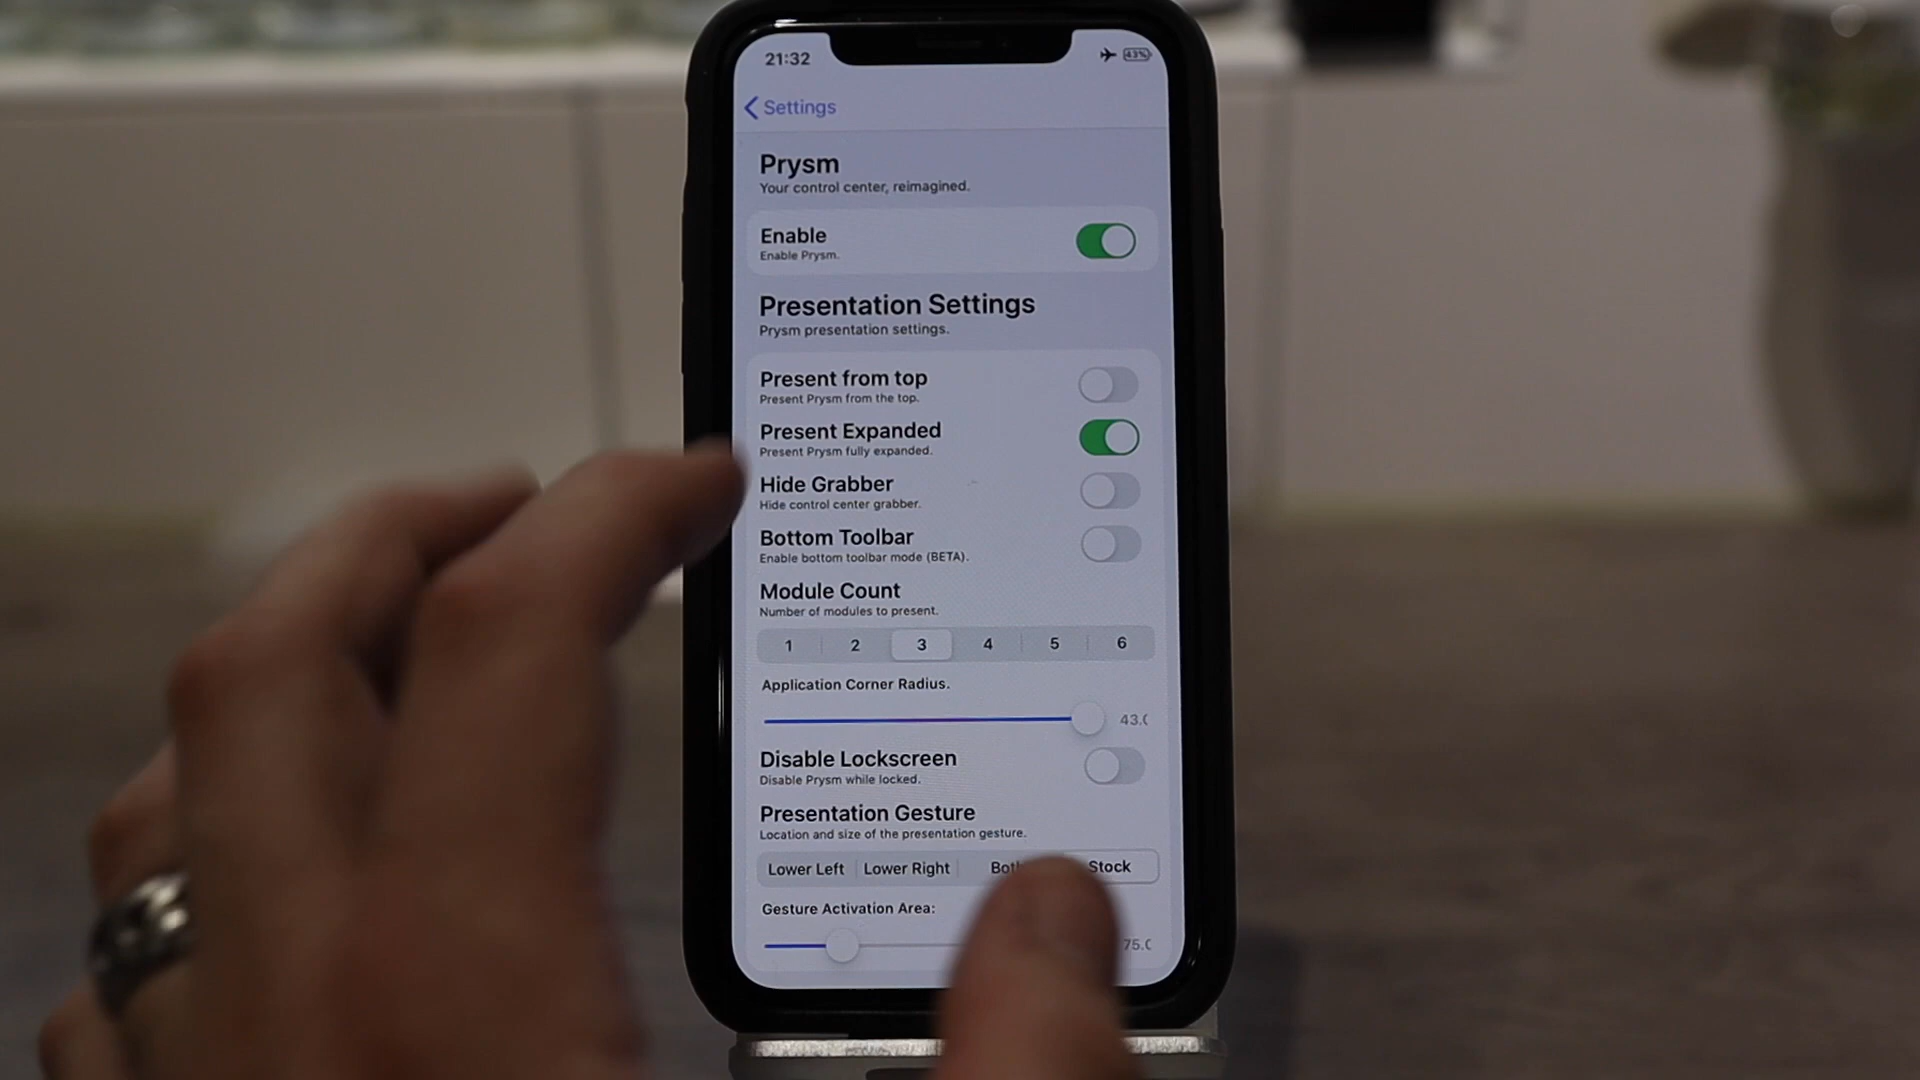 21:32
43%
Settings
Prysm
Your control center, reimagined.
Enable
Enable Prysm.
Presentation Settings
Prysm presentation settings.
Present from top
Present Prysm from the top.
Present Expanded
Present Prysm fully expanded.
Hide Grabber
Hide control center grabber.
Bottom Toolbar
Enable bottom toolbar mode (BETA).
Module Count
Number of modules to present.
1 2 3 4 5 6
Application Corner Radius.
43.(
Disable Lockscreen
Disable Prysm while locked.
Presentation Gesture
Location and size of the presentation gesture.
Lower Left Lower Right Both Stock
Gesture Activation Area:
75.(